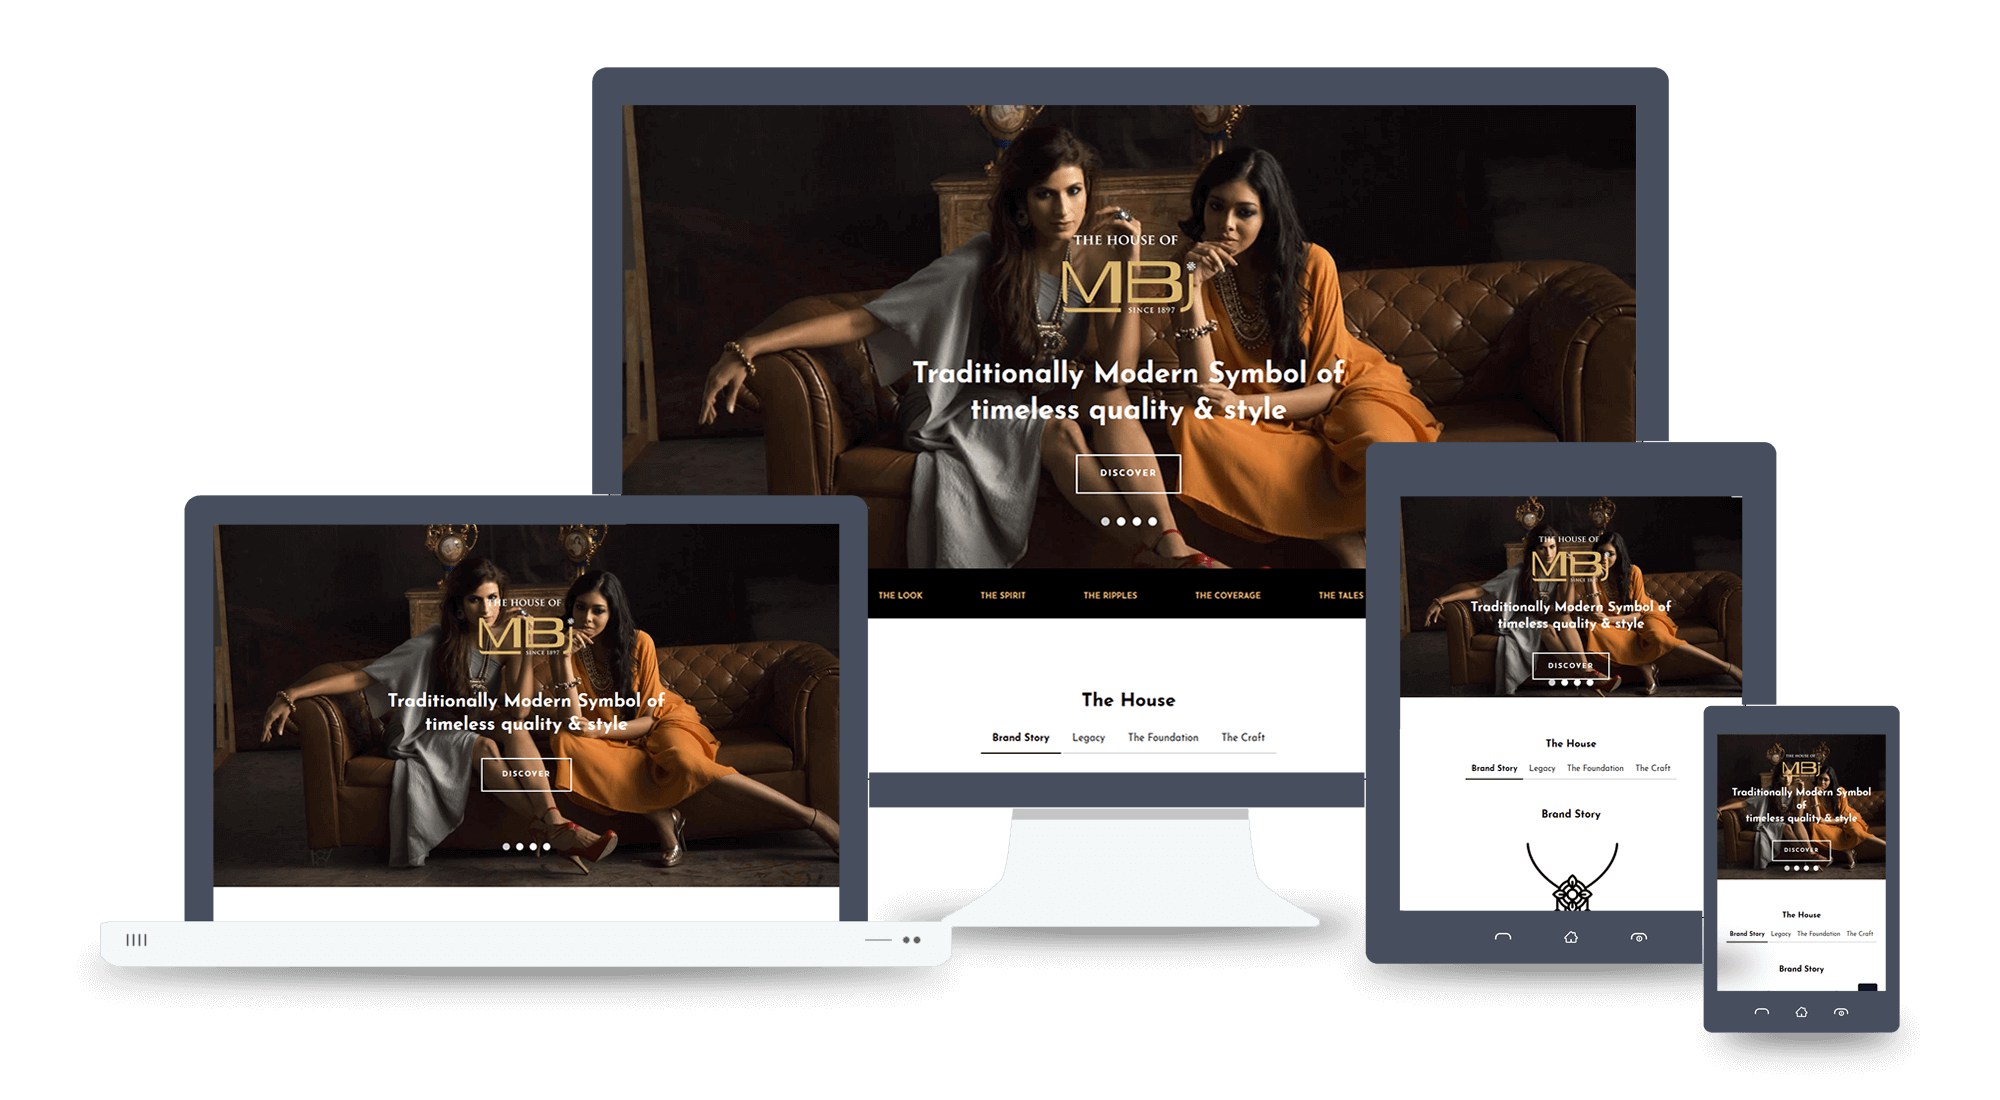 THE HOUSE OF
MBj
SINCE 1897
Traditionally Modern Symbol of
timeless quality & style
DISCOVER
THE LOOK THE SPIRIT THE RIPPLES THE COVERAGE THE TALES
The House
Brand Story Legacy The Foundation The Craft
THE HOUSE OF
MBj
SINCE 1897
Traditionally Modern Symbol of
timeless quality & style
DISCOVER
THE HOUSE OF
MBj
SINCE 1897
Traditionally Modern Symbol of
timeless quality & style
DISCOVER
The House
Brand Story Legacy The Foundation The Craft
Brand Story
THE HOUSE OF
MBj
Traditionally Modern Symbol
of
timeless quality & style
DISCOVER
The House
Brand Story Legacy The Foundation The Craft
Brand Story